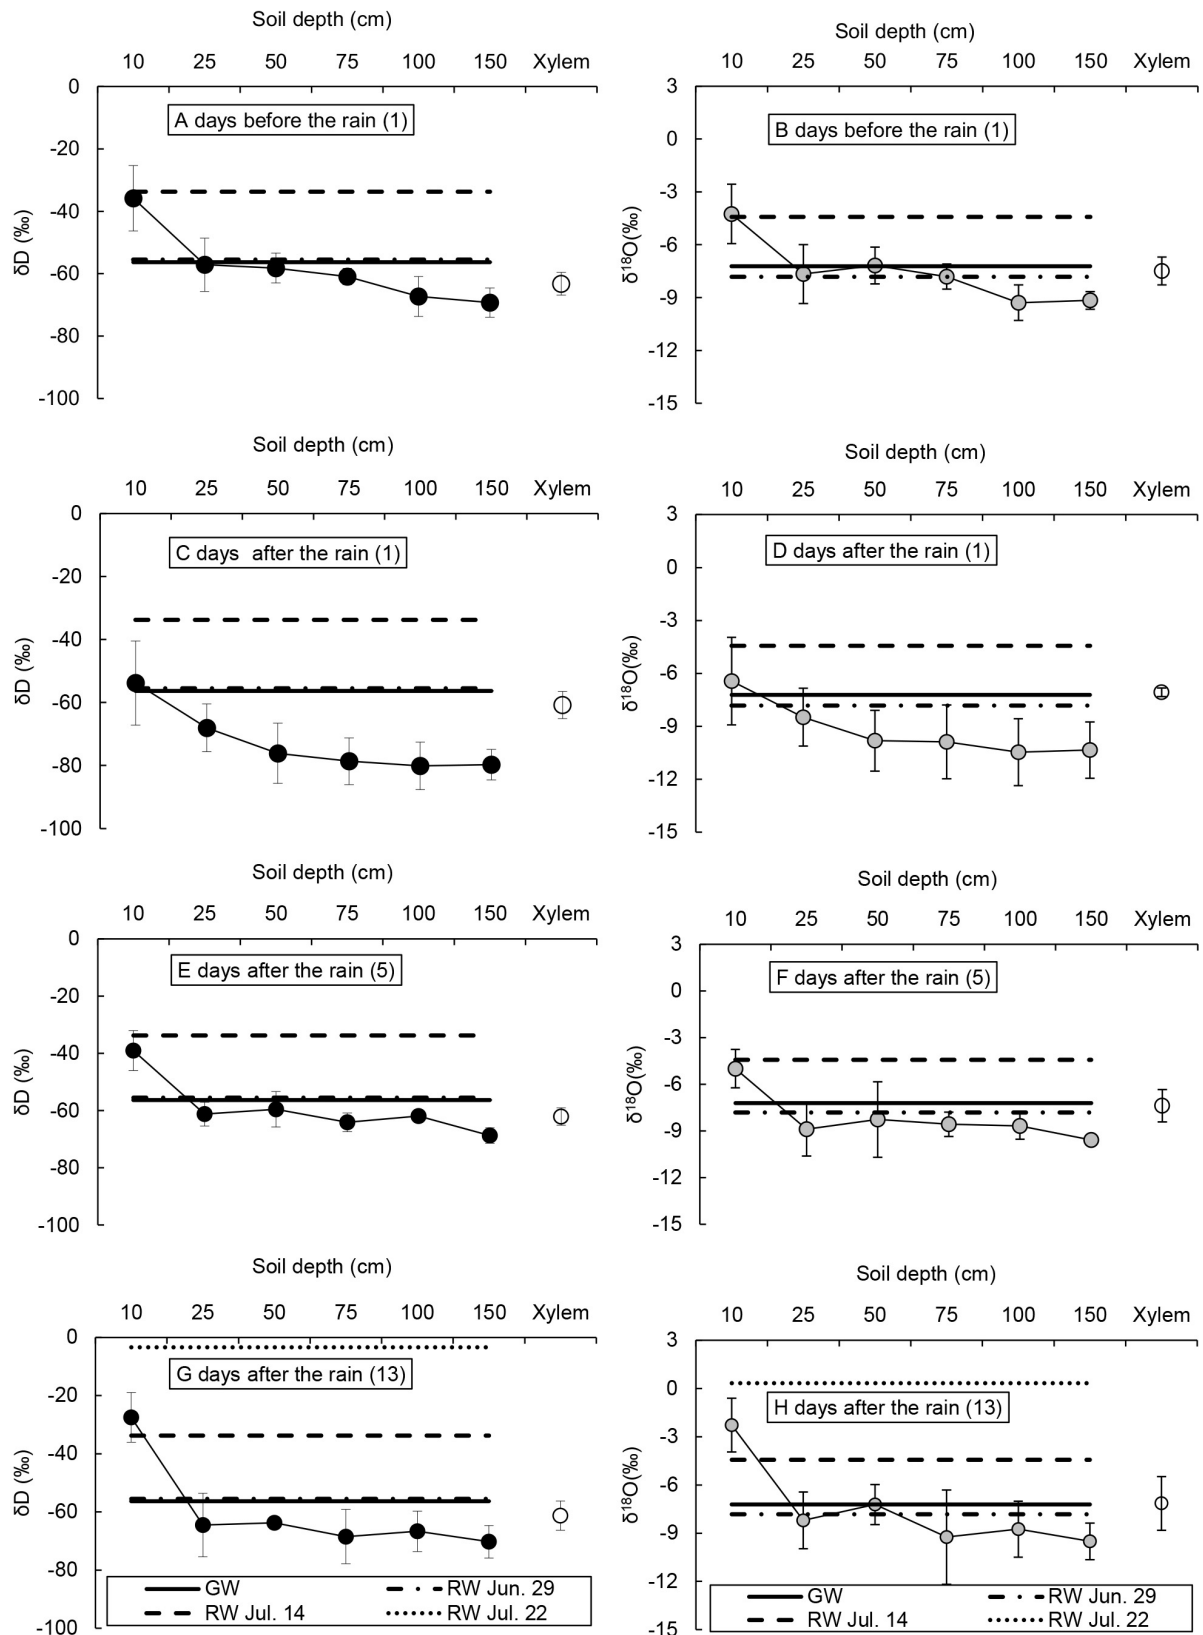 Soil depth (cm)
10 25 50 75 100 150 Xylem
0
-20
-40
-60
-80
-100
δD (‰)
A days before the rain (1)
Soil depth (cm)
10 25 50 75 100 150 Xylem
3
0
-3
-6
-9
-12
-15
δ¹⁸O(‰)
B days before the rain (1)
Soil depth (cm)
10 25 50 75 100 150 Xylem
0
-20
-40
-60
-80
-100
δD (‰)
C days after the rain (1)
Soil depth (cm)
10 25 50 75 100 150 Xylem
3
0
-3
-6
-9
-12
-15
δ¹⁸O(‰)
D days after the rain (1)
Soil depth (cm)
10 25 50 75 100 150 Xylem
0
-20
-40
-60
-80
-100
δD (‰)
E days after the rain (5)
Soil depth (cm)
10 25 50 75 100 150 Xylem
3
0
-3
-6
-9
-12
-15
δ¹⁸O(‰)
F days after the rain (5)
Soil depth (cm)
10 25 50 75 100 150 Xylem
0
-20
-40
-60
-80
-100
δD (‰)
G days after the rain (13)
GW RW Jun. 29
RW Jul. 14 RW Jul. 22
Soil depth (cm)
10 25 50 75 100 150 Xylem
3
0
-3
-6
-9
-12
-15
δ¹⁸O(‰)
H days after the rain (13)
GW RW Jun. 29
RW Jul. 14 RW Jul. 22